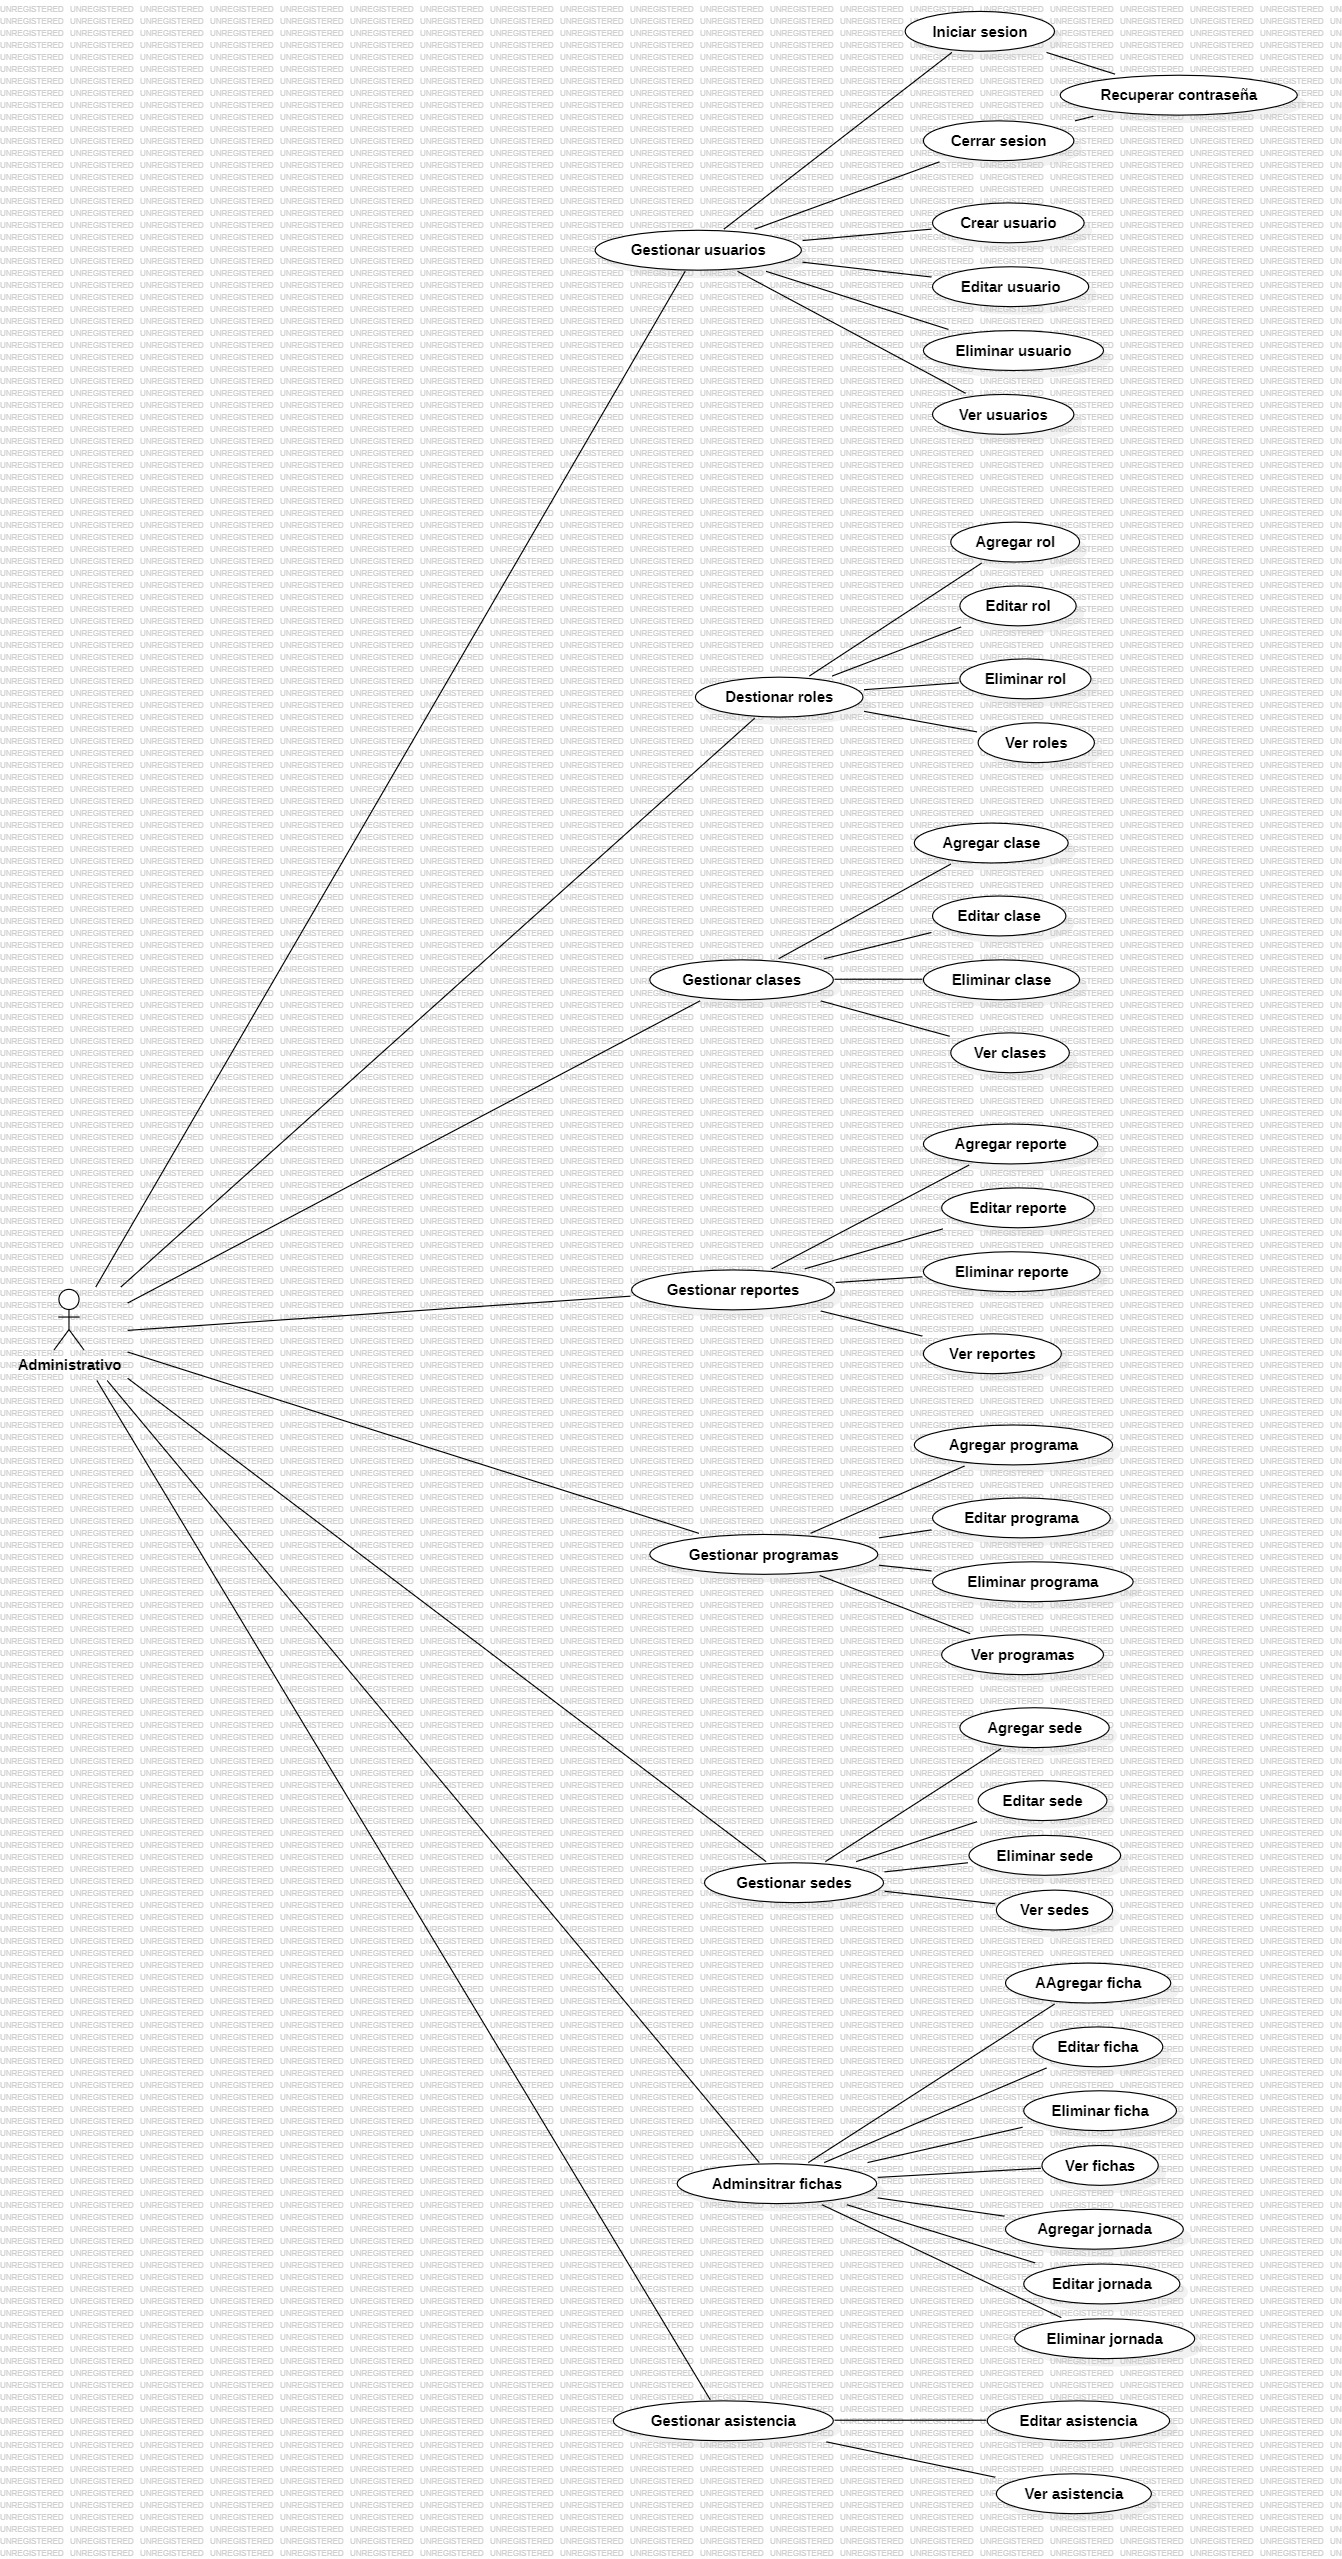 Iniciar sesion
Recuperar contraseña
Cerrar sesion
Crear usuario
Gestionar usuarios
Editar usuario
Eliminar usuario
Ver usuarios
Agregar rol
Editar rol
Eliminar rol
Destionar roles
Ver roles
Agregar clase
Editar clase
Gestionar clases
Eliminar clase
Ver clases
Agregar reporte
Editar reporte
Eliminar reporte
Gestionar reportes
Ver reportes
Administrativo
Agregar programa
Editar programa
Gestionar programas
Eliminar programa
Ver programas
Agregar sede
Editar sede
Eliminar sede
Gestionar sedes
Ver sedes
AAgregar ficha
Editar ficha
Eliminar ficha
Ver fichas
Adminsitrar fichas
Agregar jornada
Editar jornada
Eliminar jornada
Gestionar asistencia
Editar asistencia
Ver asistencia
UNREGISTERED